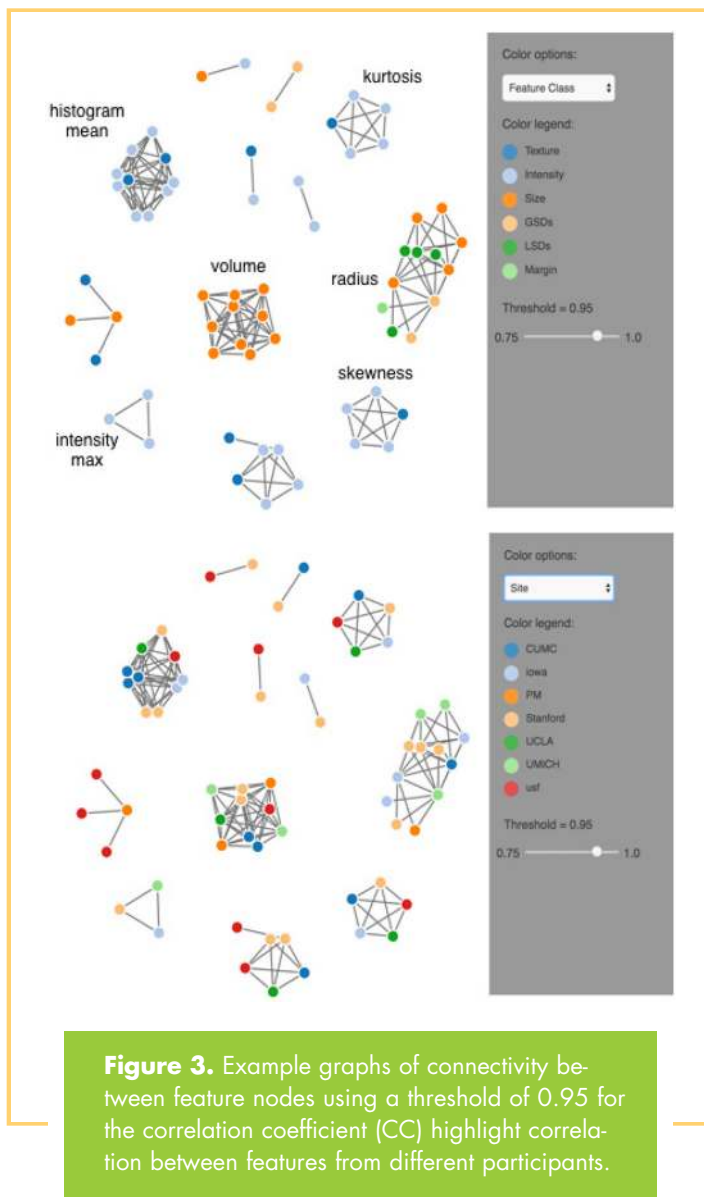 Color options:
Feature Class
Color legend:
Texture
Intensity
Size
GSDs
LSDs
Margin
Threshold = 0.95
0.75
1.0
kurtosis
histogram
mean
volume
radius
skewness
intensity
max
Color options:
Site
Color legend:
CUMC
iowa
PM
Stanford
UCLA
UMICH
usf
Threshold = 0.95
0.75
1.0
Figure 3. Example graphs of connectivity be-
tween feature nodes using a threshold of 0.95 for
the correlation coefficient (CC) highlight correla-
tion between features from different participants.